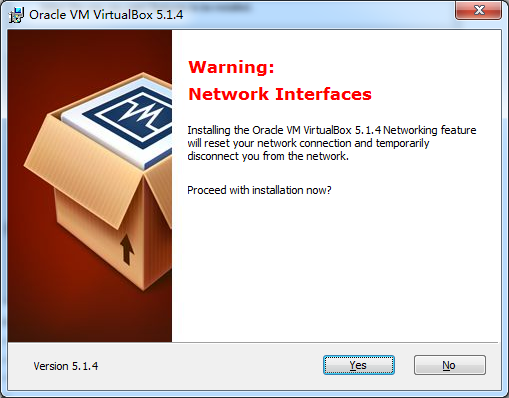 Oracle VM VirtualBox 5.1.4
Warning:
Network Interfaces
Installing the Oracle VM VirtualBox 5.1.4 Networking feature
will reset your network connection and temporarily
disconnect you from the network.
Proceed with installation now?
Version 5.1.4
Yes
No